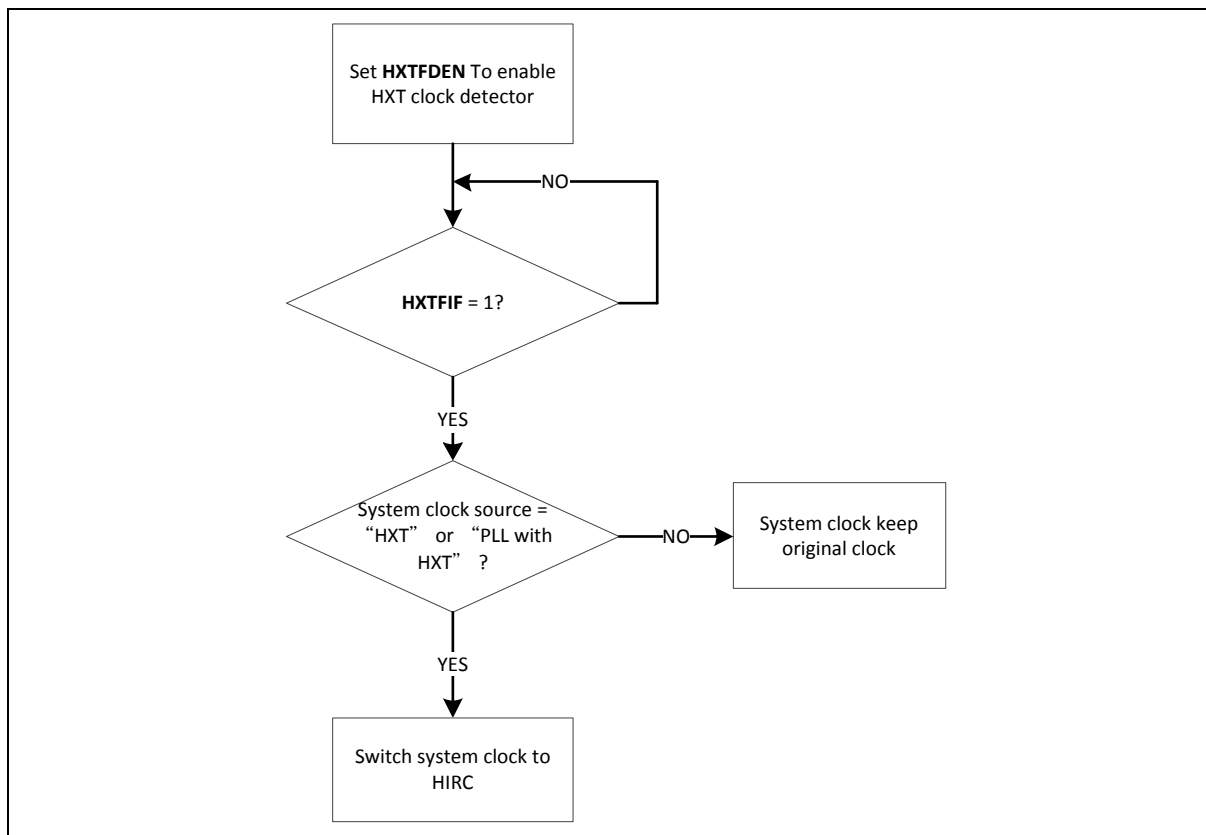 Set HXTFDEN To enable
HXT clock detector
NO
HXTFIF = 1?
YES
System clock source =
“HXT” or “PLL with
HXT” ?
NO
System clock keep
original clock
YES
Switch system clock to
HIRC